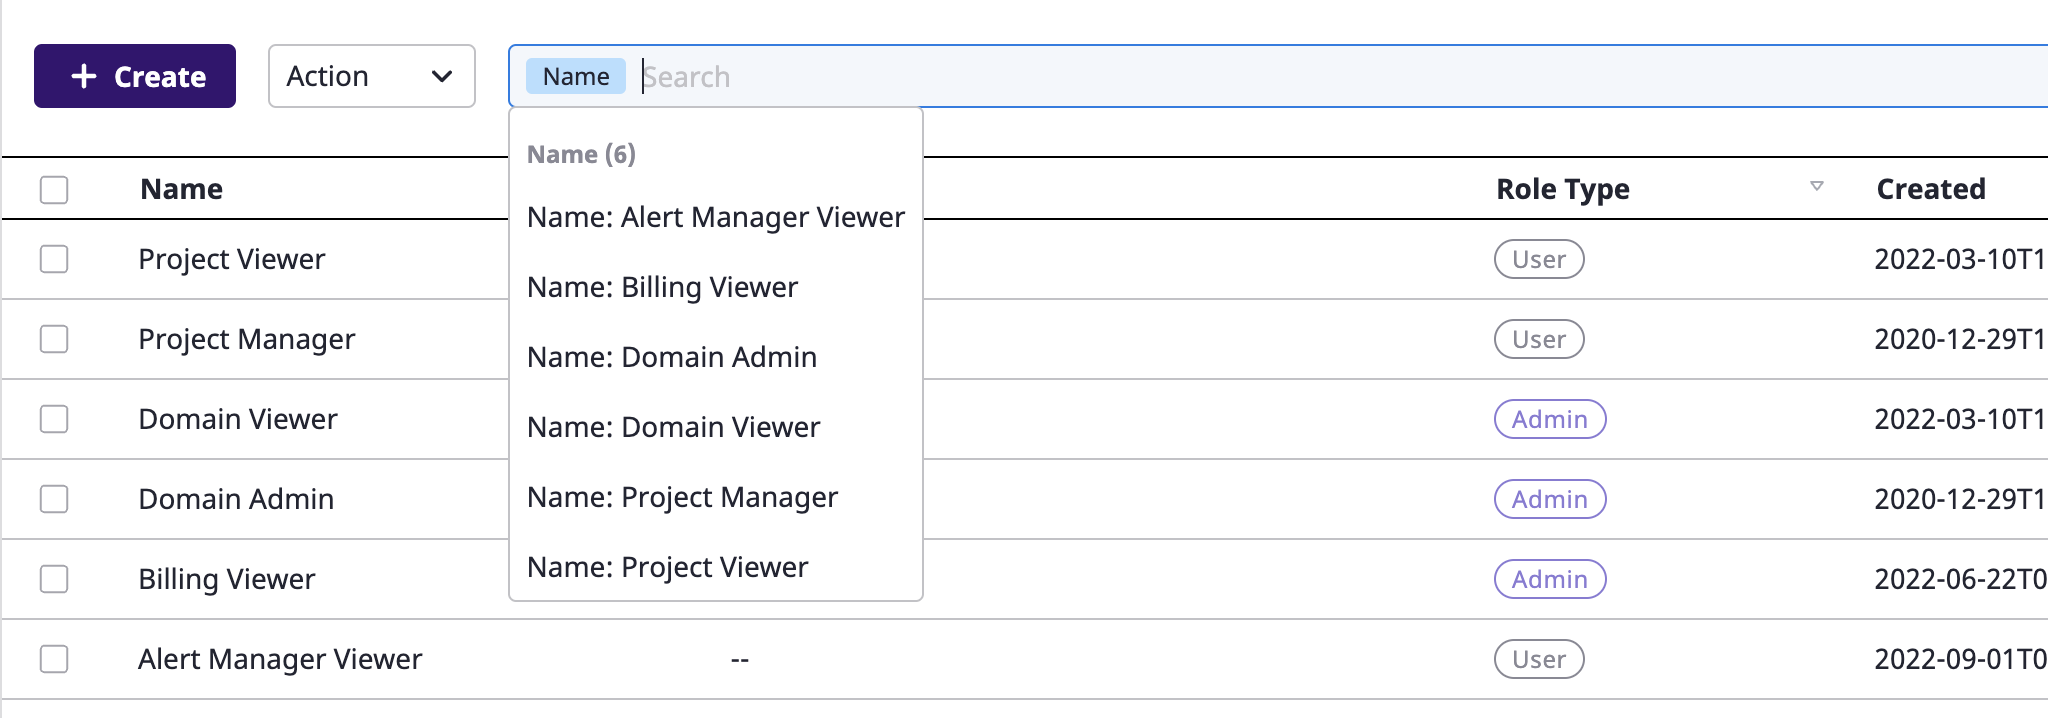 + Create Action Name Search
Name (6)
Name Role Type Created
Name: Alert Manager Viewer
Project Viewer User 2022-03-10T1
Name: Billing Viewer
Project Manager User 2020-12-29T1
Name: Domain Admin
Domain Viewer Admin 2022-03-10T1
Name: Domain Viewer
Domain Admin Admin 2020-12-29T1
Name: Project Manager
Billing Viewer Admin 2022-06-22T0
Name: Project Viewer
Alert Manager Viewer -- User 2022-09-01T0